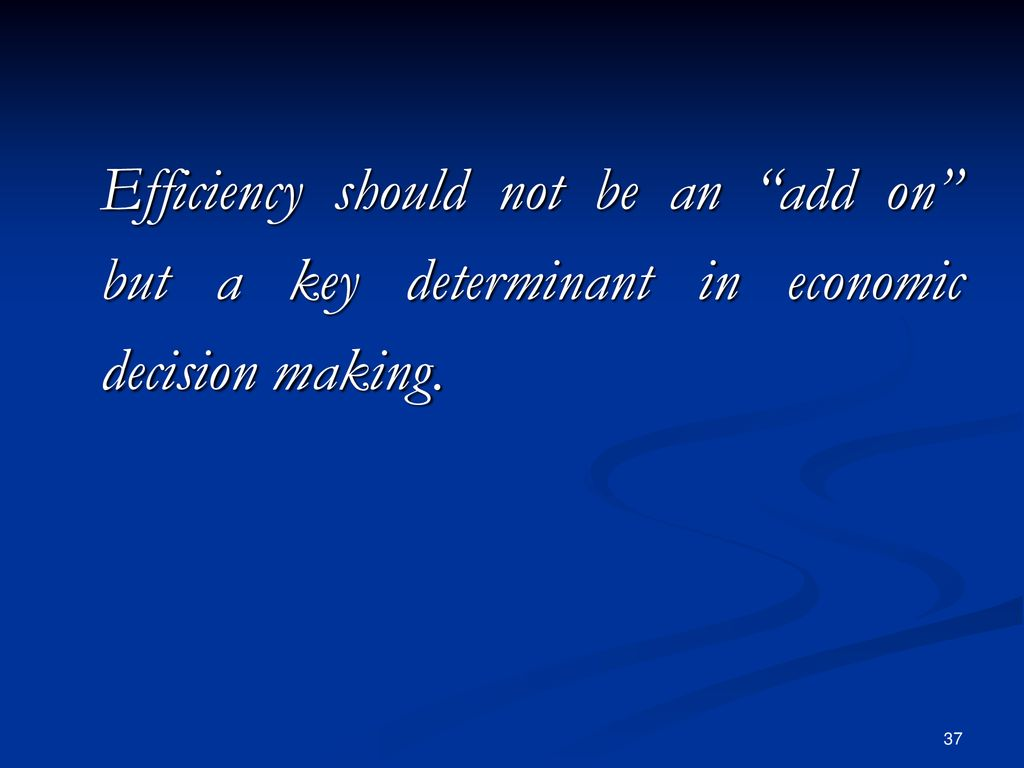 Efficiency should not be an “add on”
but a key determinant in economic
decision making.
37